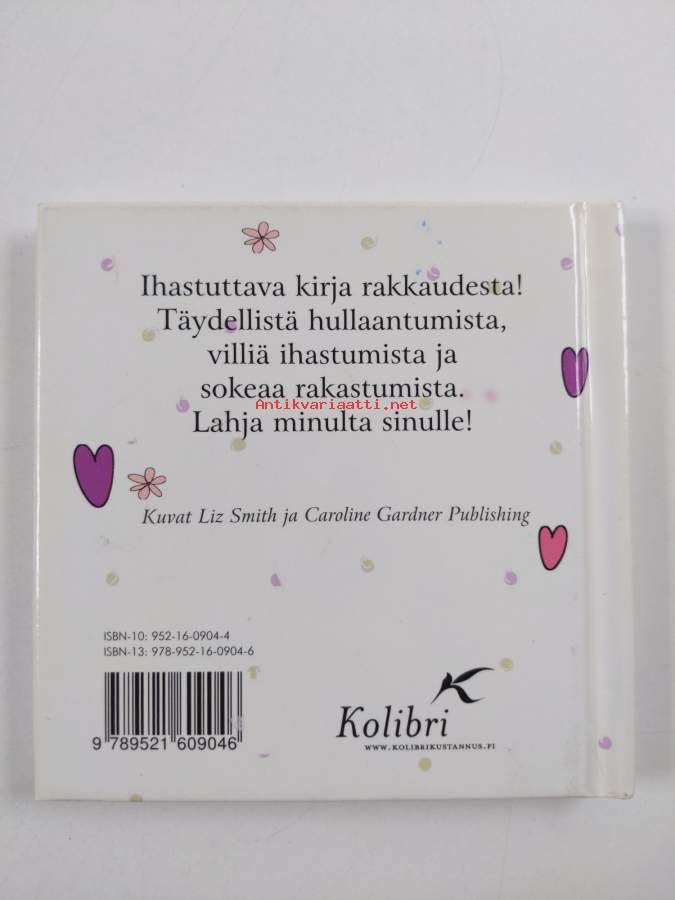 Ihastuttava kirja rakkaudesta!
Täydellistä hullaantumista,
villiä ihastumista ja
sokeaa rakastumista.
Antikvariaatti.net
Lahja minulta sinulle!
Kuvat Liz Smith ja Caroline Gardner Publishing
ISBN-10: 952-16-0904-4
ISBN-13: 978-952-16-0904-6
9 789521 609046
Kolibri
WWW.KOLIBRIKUSTANNUS.FI